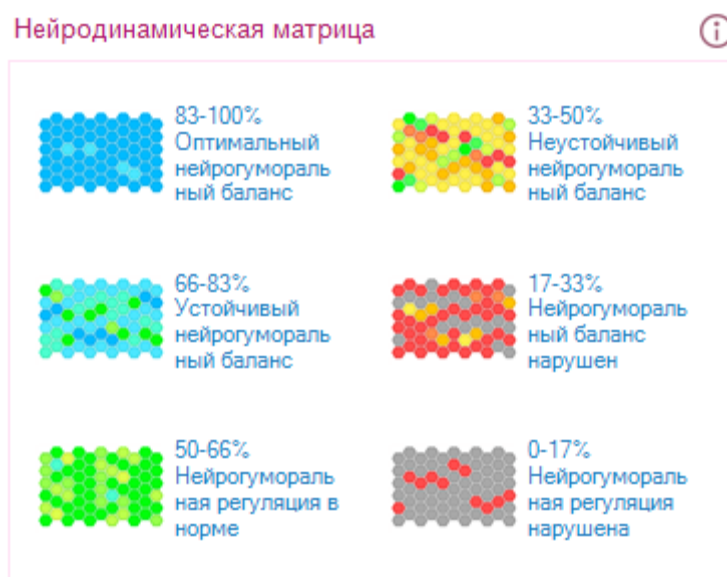 Нейродинамическая матрица
83-100%
Оптимальный
нейрогумораль
ный баланс
33-50%
Неустойчивый
нейрогумораль
ный баланс
66-83%
Устойчивый
нейрогумораль
ный баланс
17-33%
Нейрогумораль
ный баланс
нарушен
50-66%
Нейрогумораль
ная регуляция в
норме
0-17%
Нейрогумораль
ная регуляция
нарушена